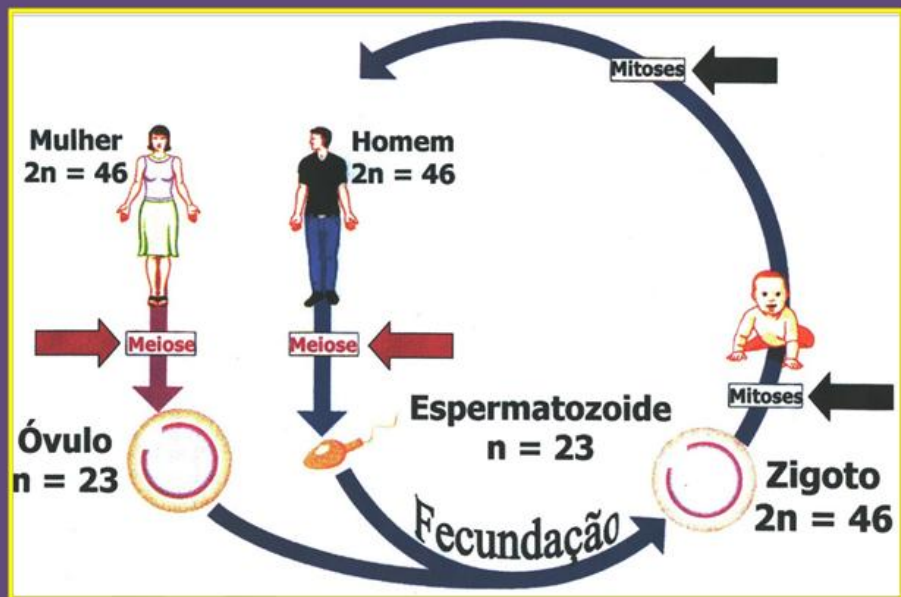 Mitoses
Mulher
2n = 46
Homem
2n = 46
Meiose
Meiose
Mitoses
Espermatozoide
n = 23
Óvulo
n = 23
Fecundação
Zigoto
2n = 46